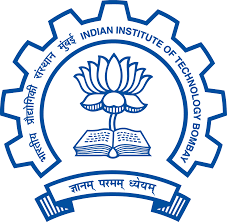 भारतीय प्रौद्योगिकी संस्थान मुंबई
INDIAN INSTITUTE OF TECHNOLOGY BOMBAY
ज्ञानम् परमम् ध्येयम्